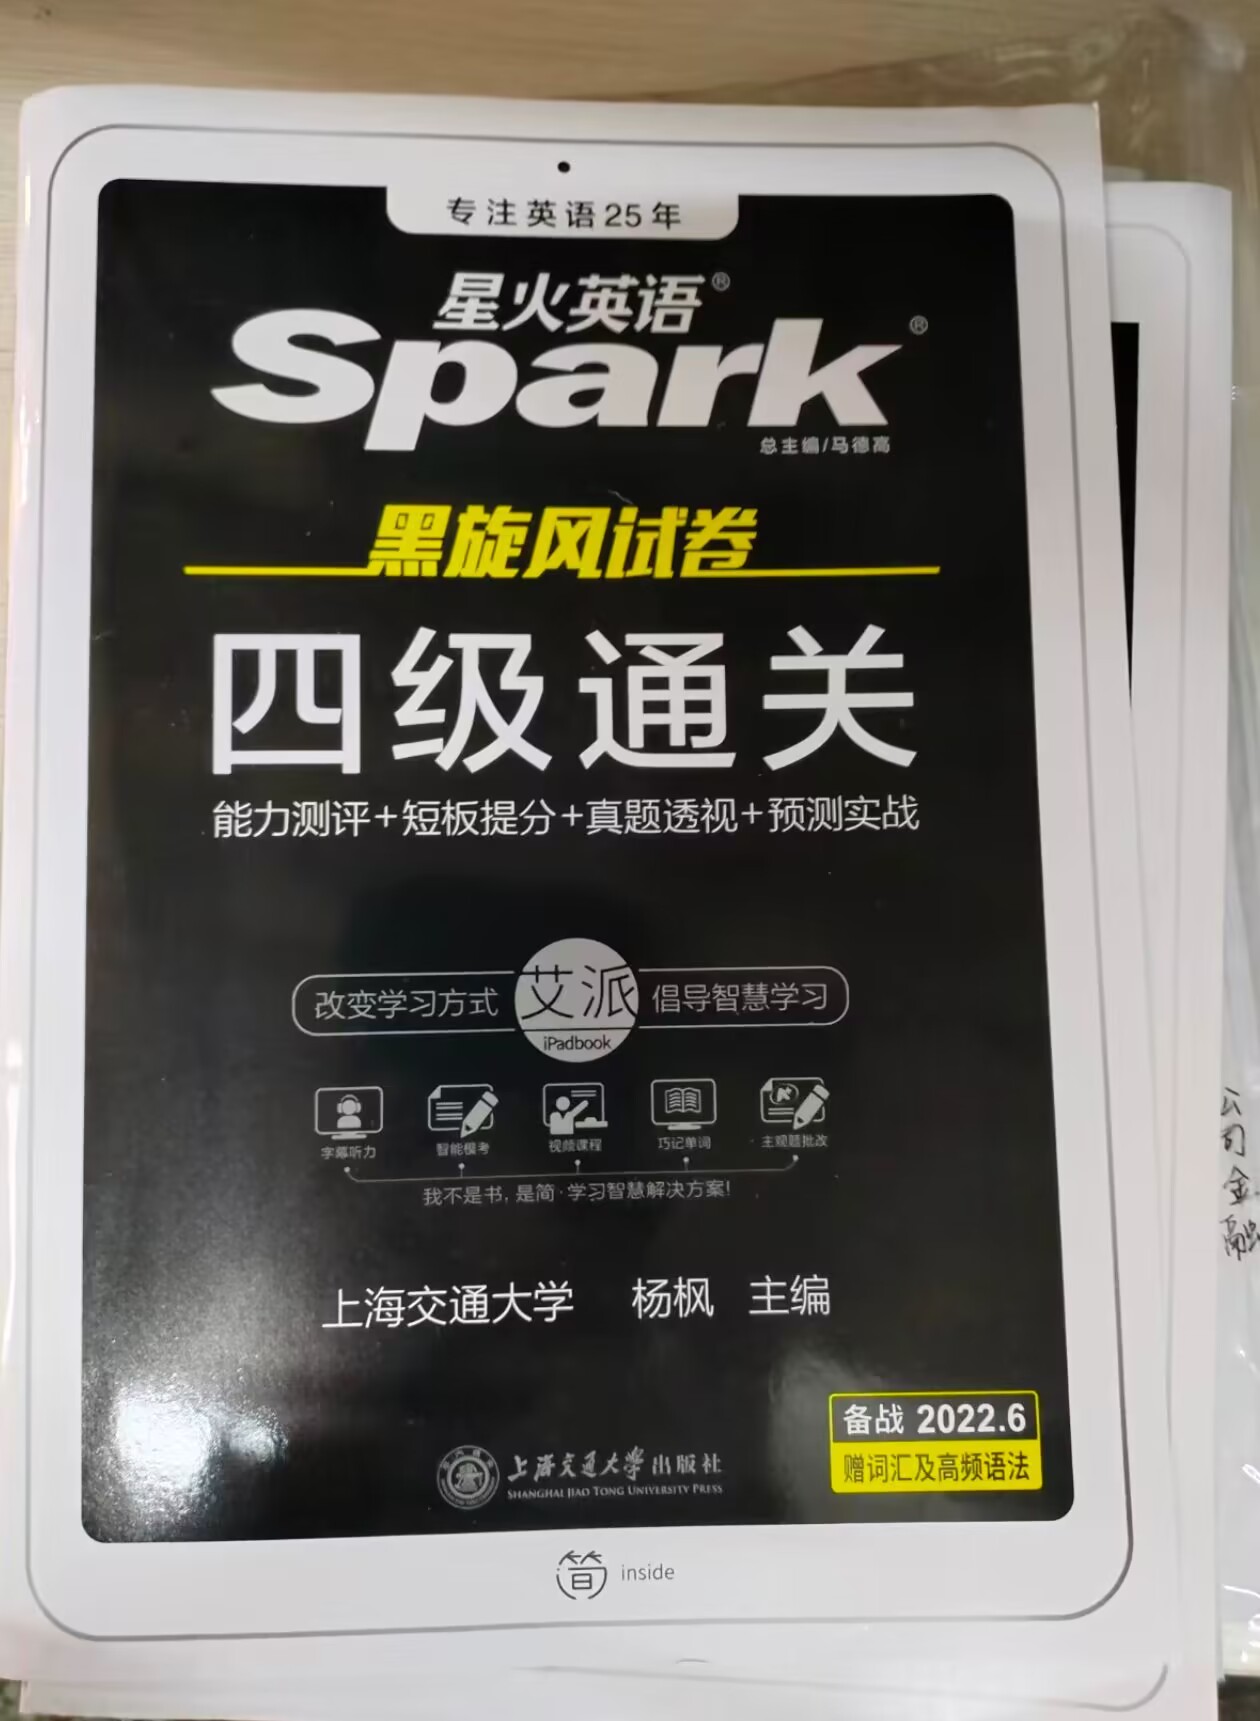 专注英语25年
星火英语®
Spark®
总主编/马德高
黑旋风试卷
四级通关
能力测评+短板提分+真题透视+预测实战
改变学习方式 艾派 倡导智慧学习
iPadbook
字幕听力 智能模考 视频课程 巧记单词 主观题批改
我不是书,是简·学习智慧解决方案!
上海交通大学 杨枫 主编
备战 2022.6
赠词汇及高频语法
上海交通大学出版社
SHANGHAI JIAO TONG UNIVERSITY PRESS
简 inside
公司金融